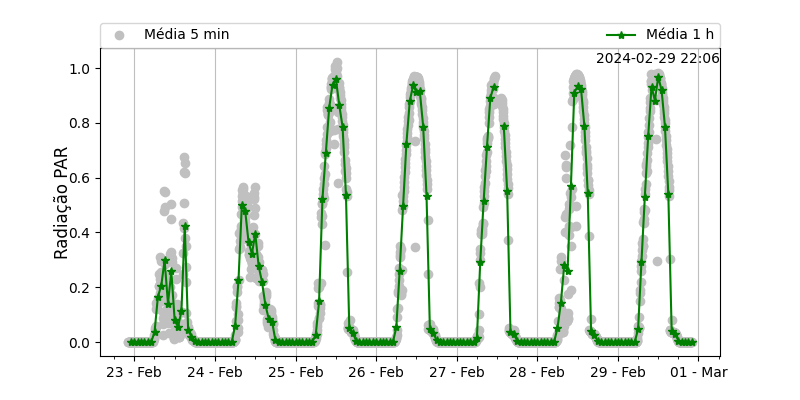 Média 5 min
Média 1 h
2024-02-29 22:06
Radiação PAR
1.0
0.8
0.6
0.4
0.2
0.0
23 - Feb
24 - Feb
25 - Feb
26 - Feb
27 - Feb
28 - Feb
29 - Feb
01 - Mar